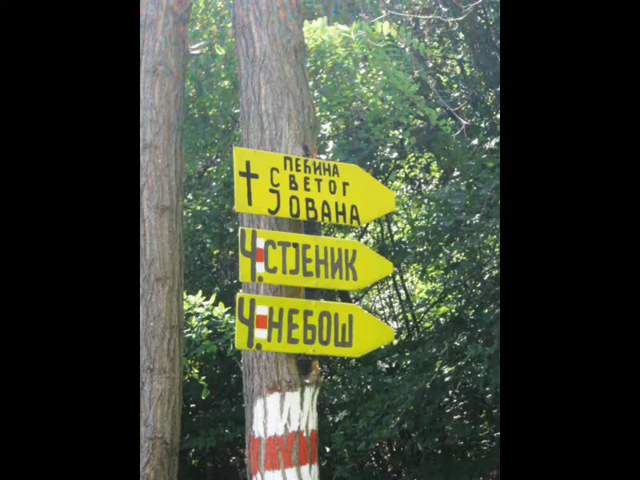 ПЕЋИНА
СВЕТОГ
ЈОВАНА
Ч. СТЈЕНИК
Ч. НЕБОШ